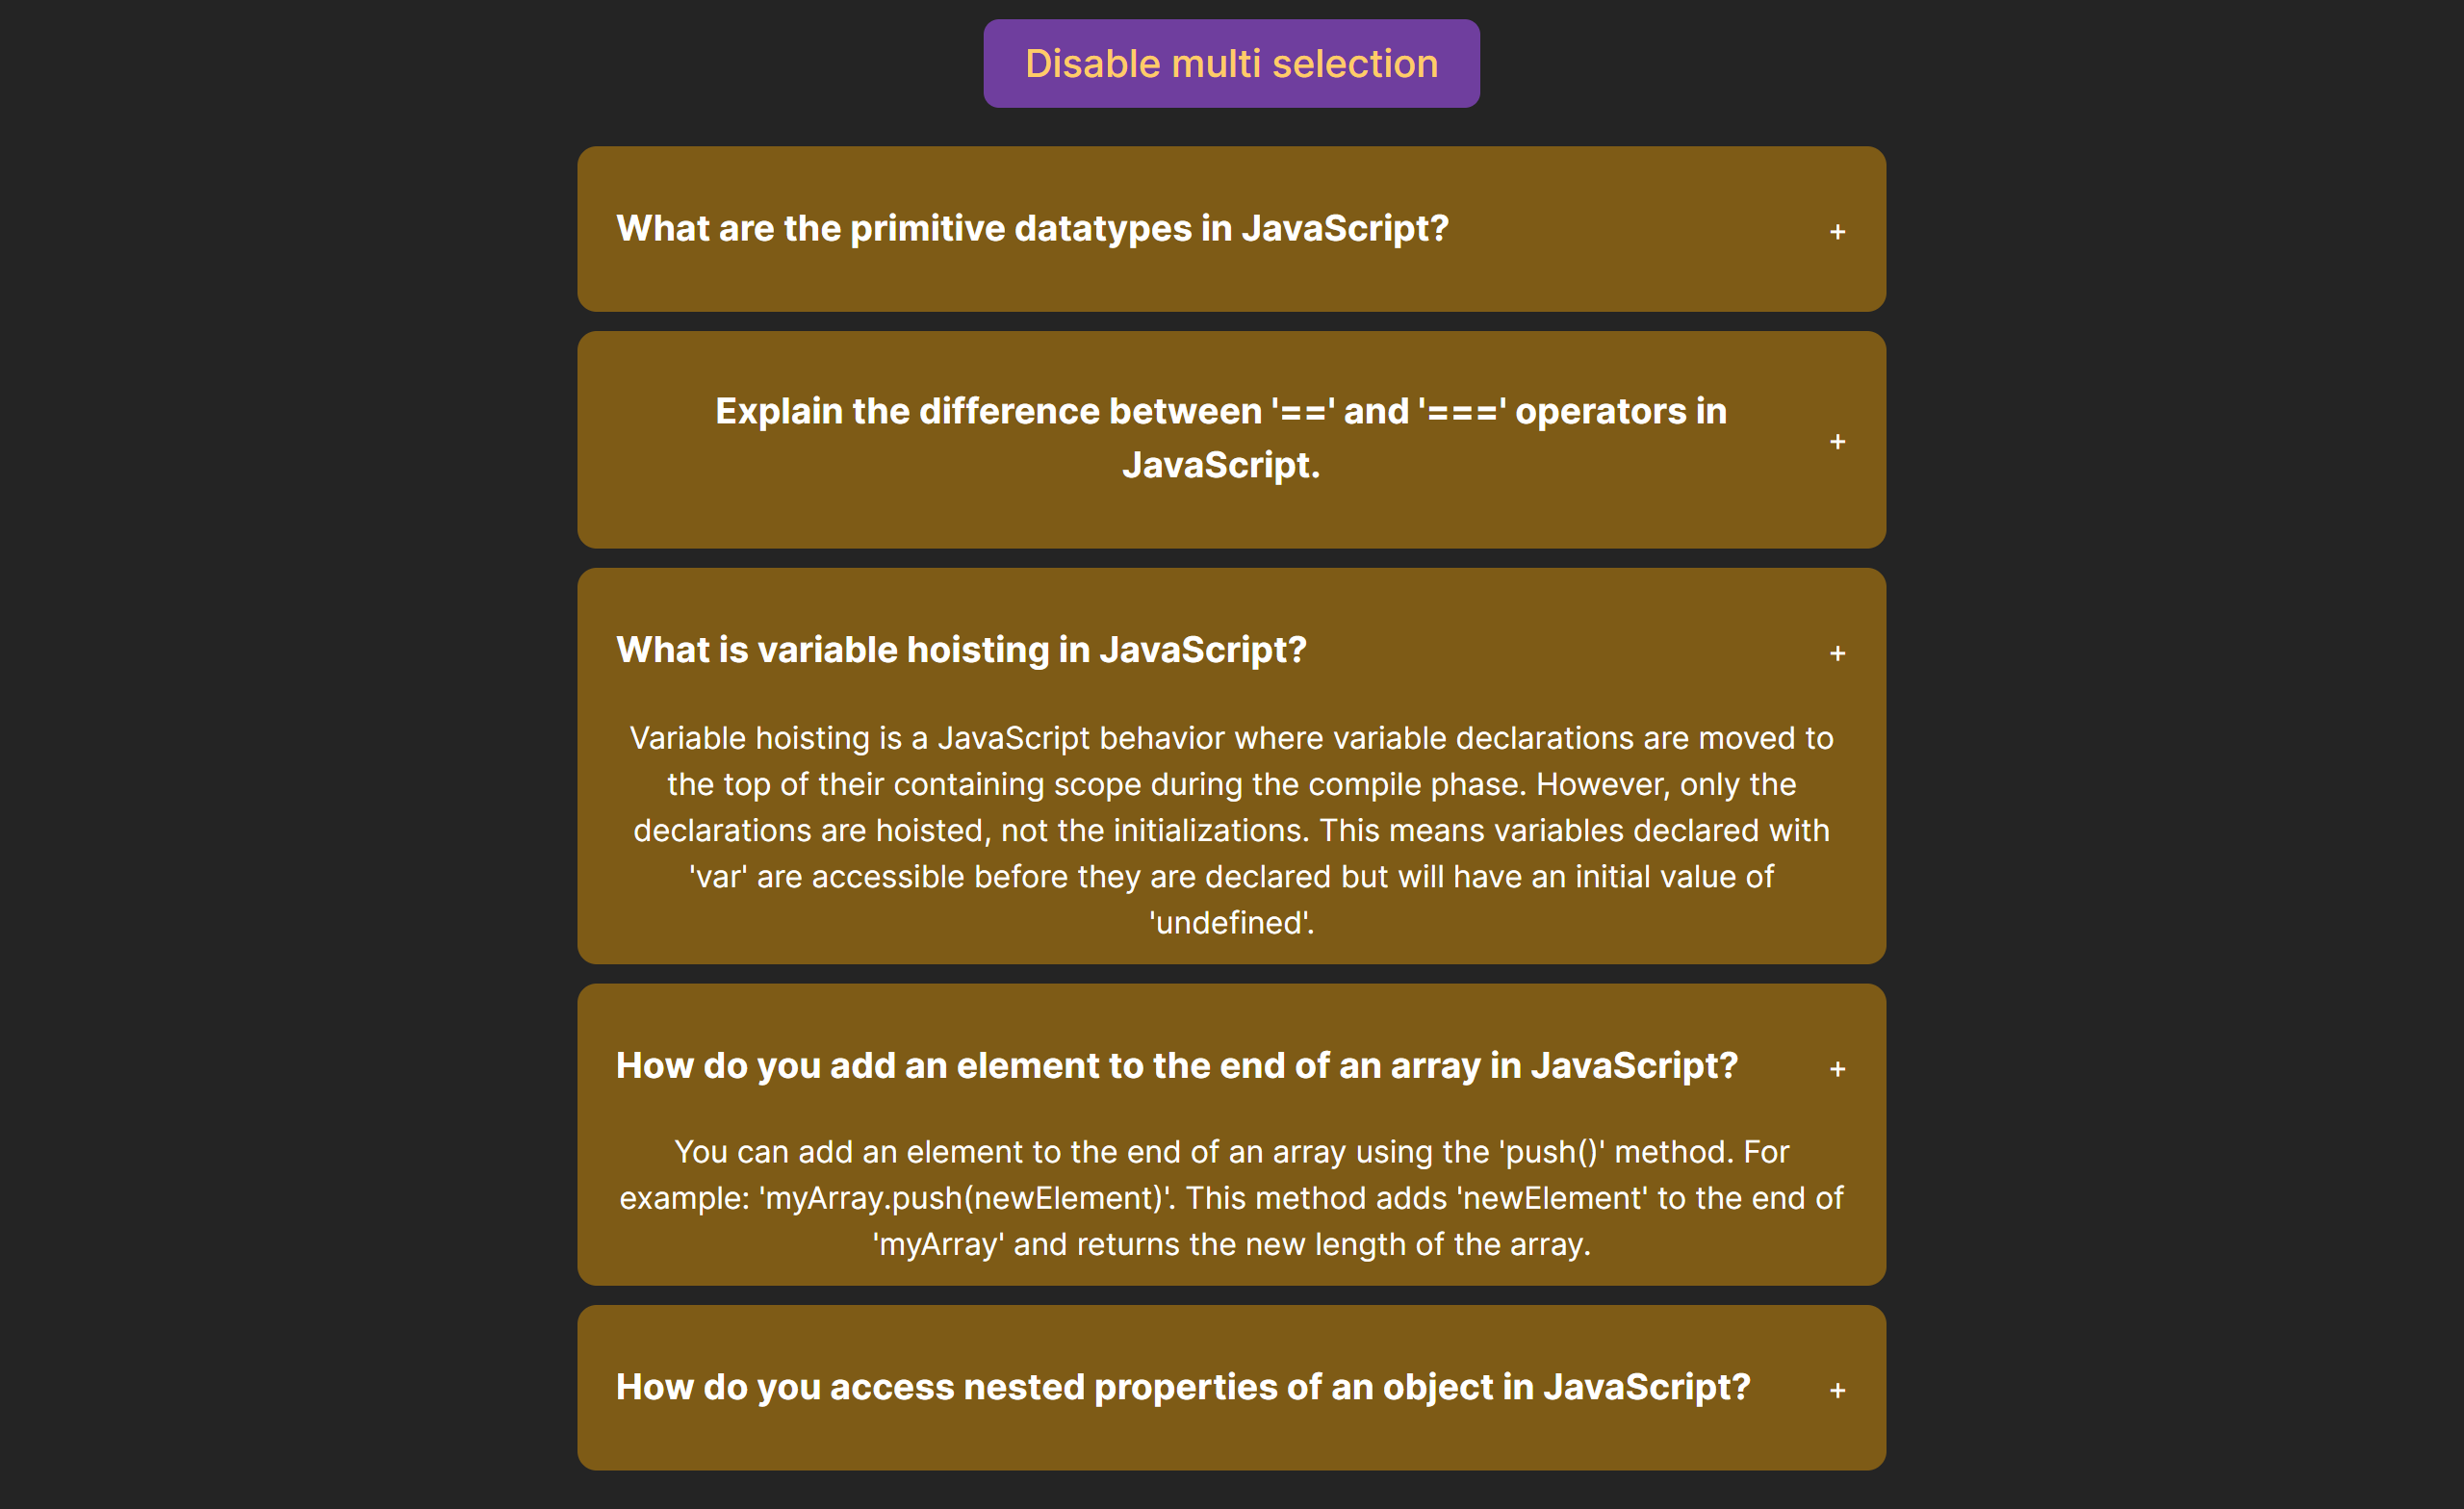 Disable multi selection
What are the primitive datatypes in JavaScript? +
Explain the difference between '==' and '===' operators in
JavaScript.
+
What is variable hoisting in JavaScript? +
Variable hoisting is a JavaScript behavior where variable declarations are moved to
the top of their containing scope during the compile phase. However, only the
declarations are hoisted, not the initializations. This means variables declared with
'var' are accessible before they are declared but will have an initial value of
'undefined'.
How do you add an element to the end of an array in JavaScript? +
You can add an element to the end of an array using the 'push()' method. For
example: 'myArray.push(newElement)'. This method adds 'newElement' to the end of
'myArray' and returns the new length of the array.
How do you access nested properties of an object in JavaScript? +